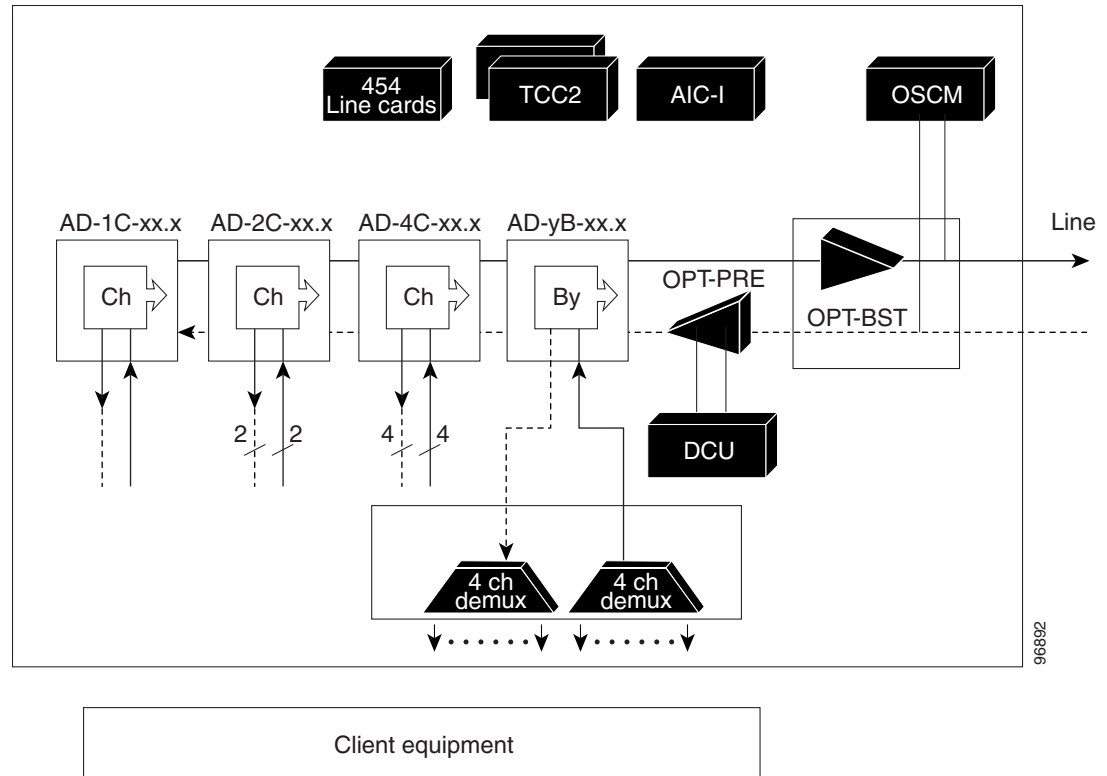 454
Line cards
TCC2
AIC-I
OSCM
AD-1C-xx.x
AD-2C-xx.x
AD-4C-xx.x
AD-yB-xx.x
Line
Ch
Ch
Ch
By
OPT-PRE
OPT-BST
2
2
4
4
DCU
4 ch
demux
4 ch
demux
96892
Client equipment